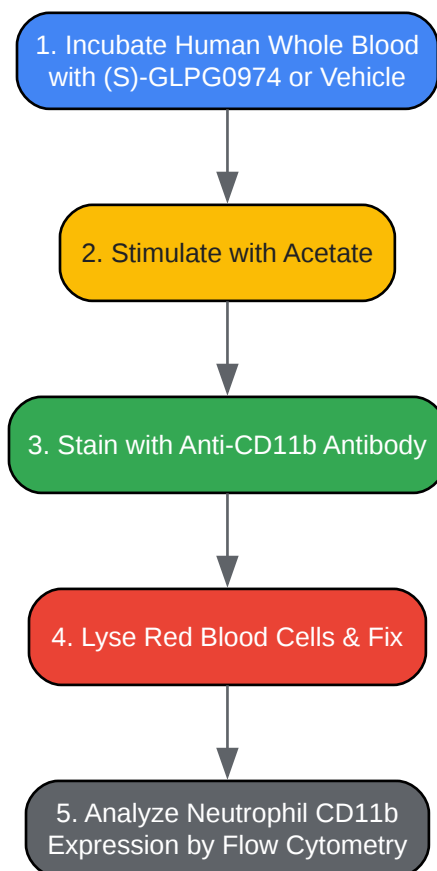 1. Incubate Human Whole Blood
with (S)-GLPG0974 or Vehicle
2. Stimulate with Acetate
3. Stain with Anti-CD11b Antibody
4. Lyse Red Blood Cells & Fix
5. Analyze Neutrophil CD11b
Expression by Flow Cytometry